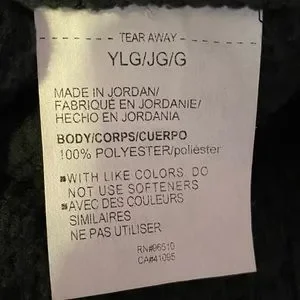 TEAR AWAY
YLG/JG/G
MADE IN JORDAN/
FABRIQUÉ EN JORDANIE/
HECHO EN JORDANIA
BODY/CORPS/CUERPO
100% POLYESTER/poliéster
■WITH LIKE COLORS. DO
NOT USE SOFTENERS
■AVEC DES COULEURS
SIMILAIRES
NE PAS UTILISER
RN#96510
CA#41095